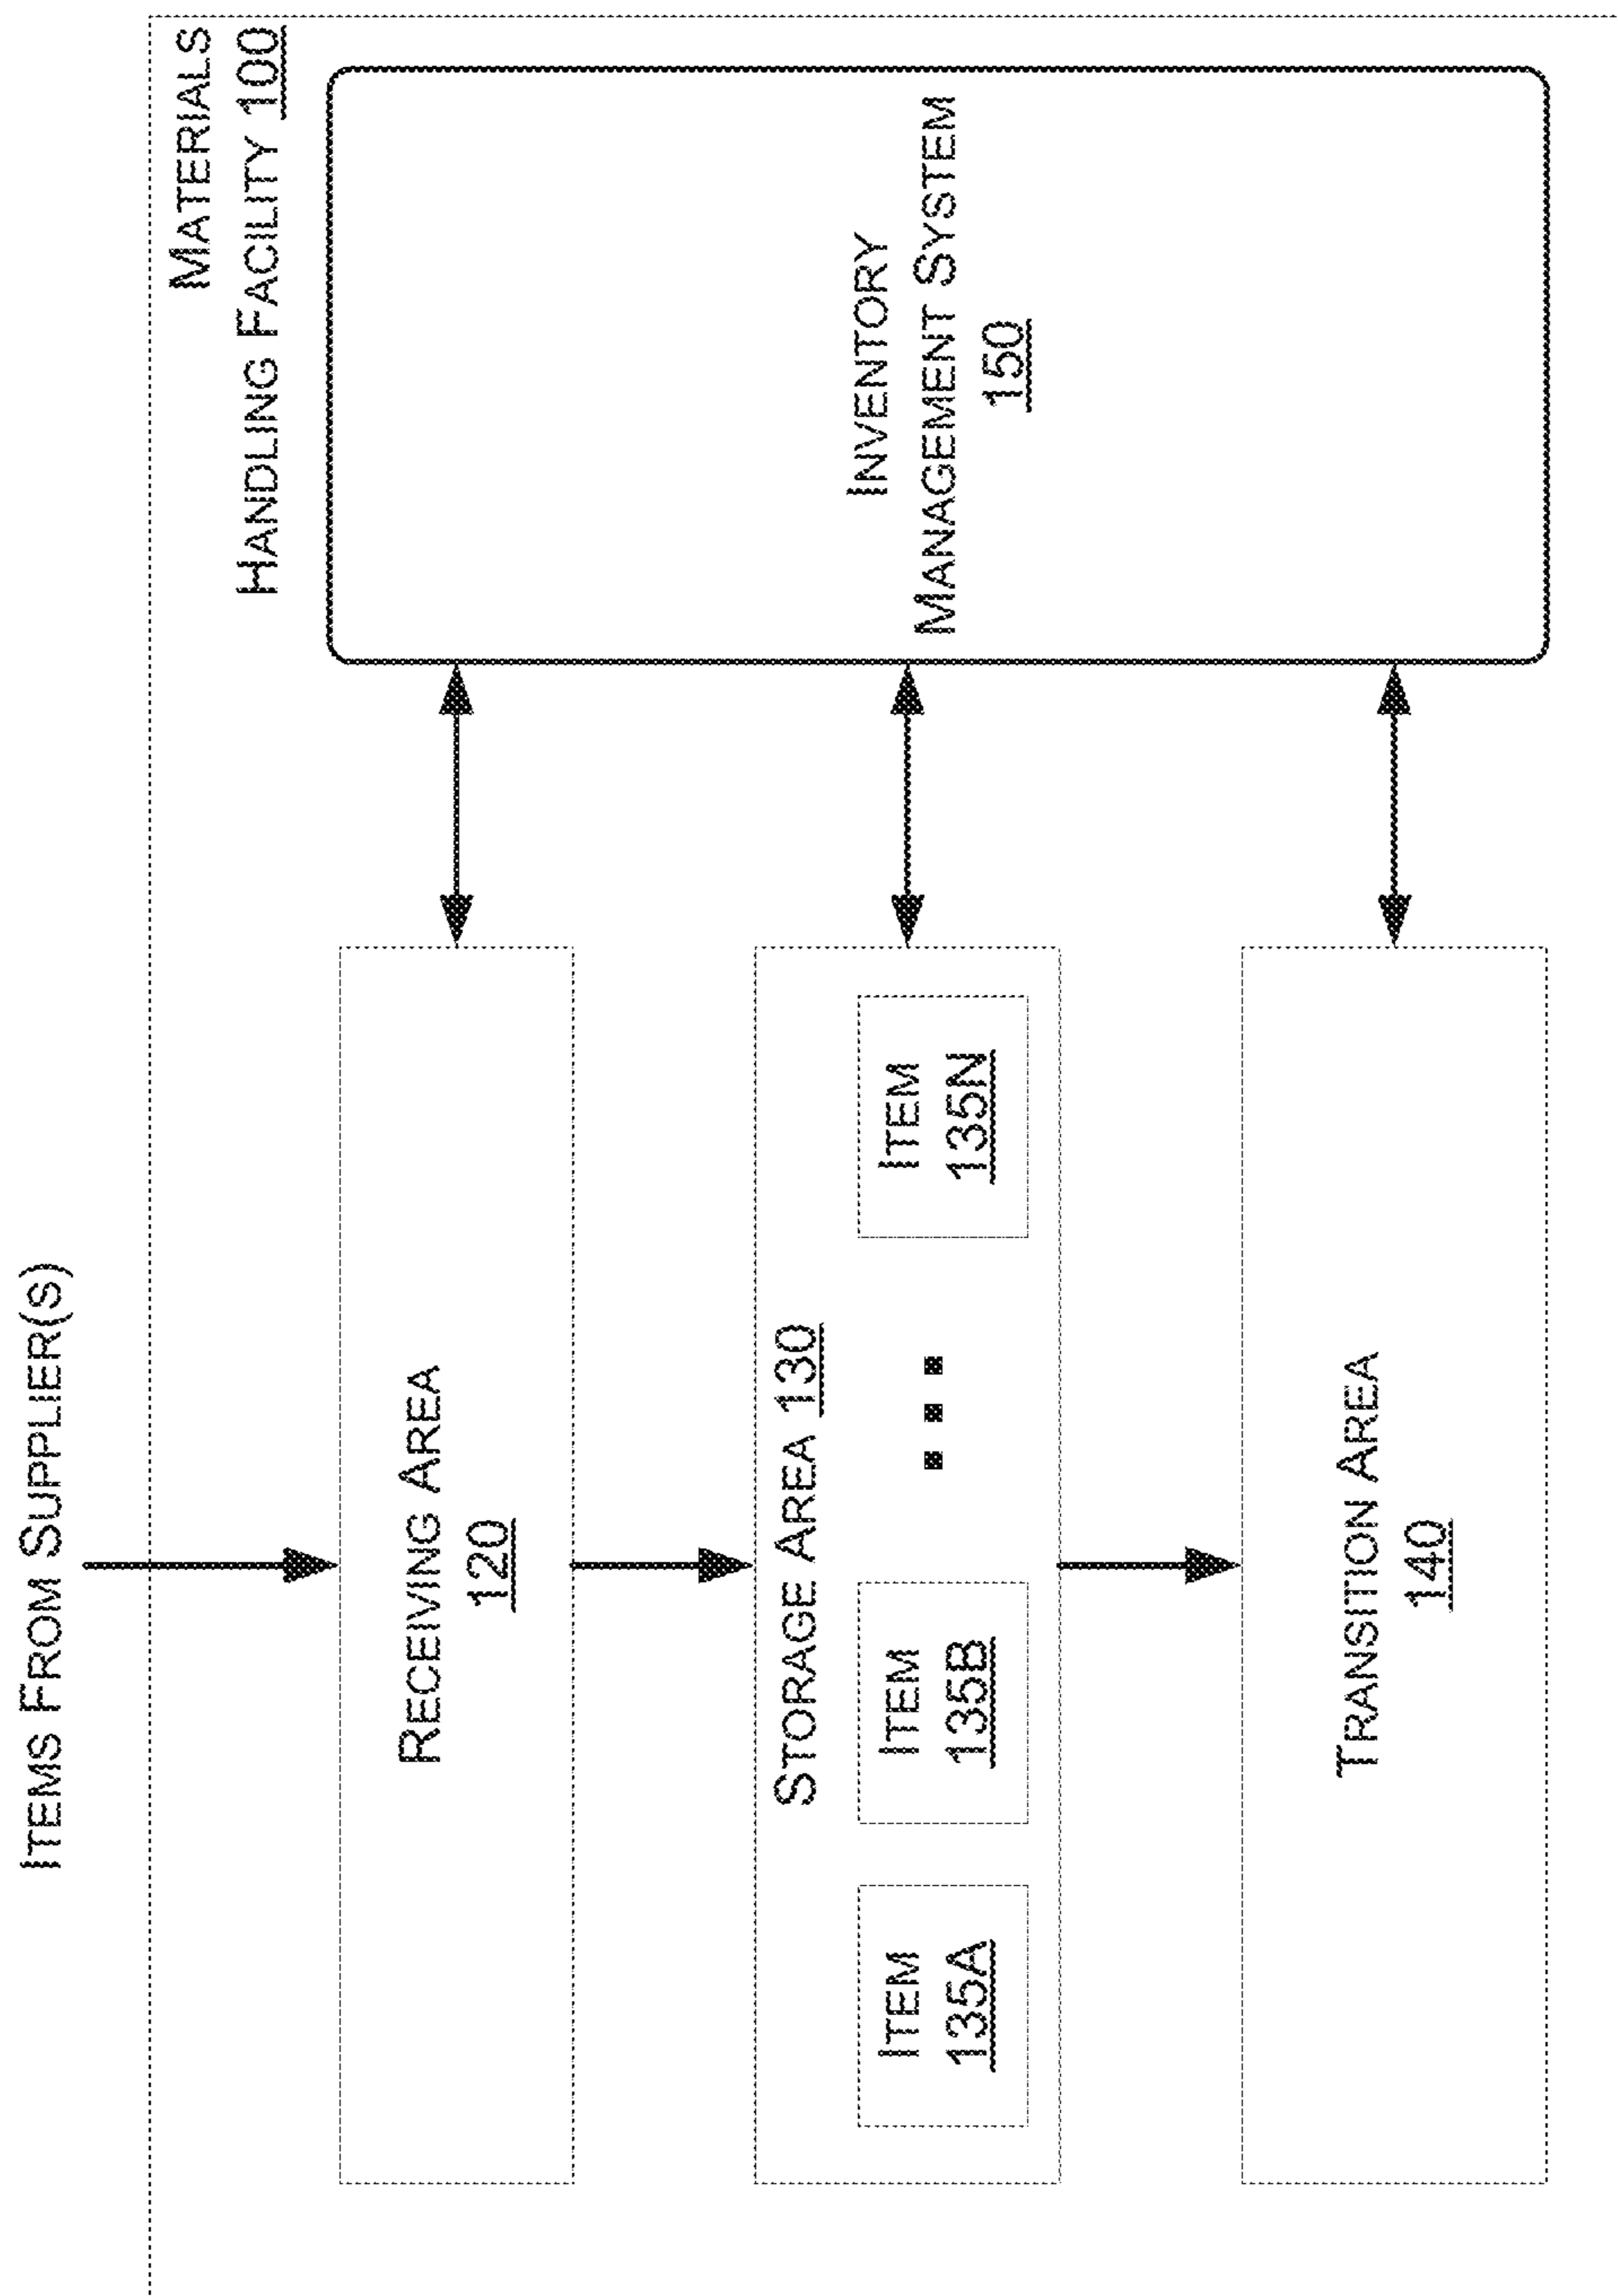 ITEMS FROM SUPPLIER(S)
MATERIALS
HANDLING FACILITY 100
RECEIVING AREA
120
STORAGE AREA 130
ITEM
135A
ITEM
135B
ITEM
135N
TRANSITION AREA
140
INVENTORY
MANAGEMENT SYSTEM
150